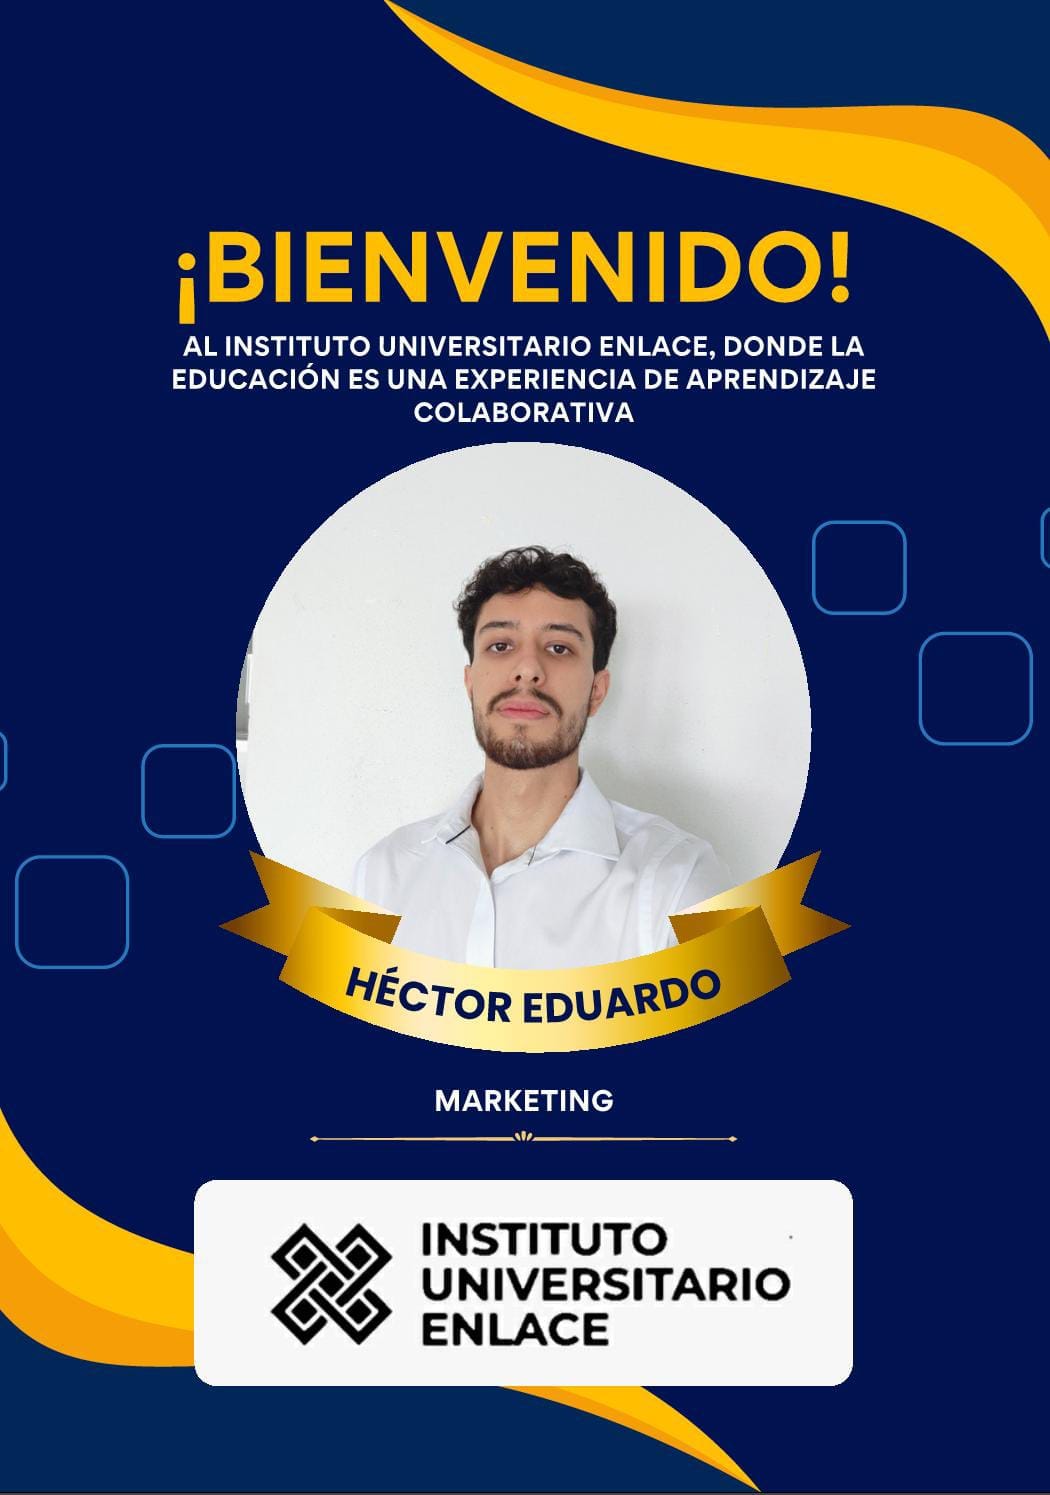 ¡BIENVENIDO!
AL INSTITUTO UNIVERSITARIO ENLACE, DONDE LA
EDUCACIÓN ES UNA EXPERIENCIA DE APRENDIZAJE
COLABORATIVA
HÉCTOR EDUARDO
MARKETING
INSTITUTO
UNIVERSITARIO
ENLACE